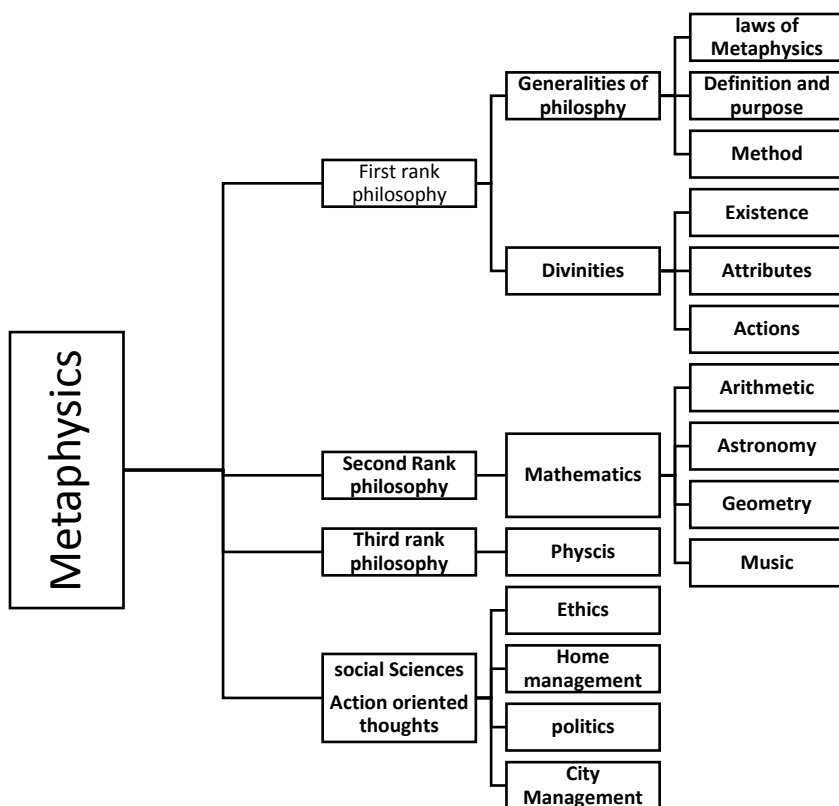 Metaphysics
First rank
philosophy
Generalities of
philosphy
laws of
Metaphysics
Definition and
purpose
Method
Divinities
Existence
Attributes
Actions
Second Rank
philosophy
Mathematics
Arithmetic
Astronomy
Geometry
Music
Third rank
philosophy
Physcis
social Sciences
Action oriented
thoughts
Ethics
Home
management
politics
City
Management